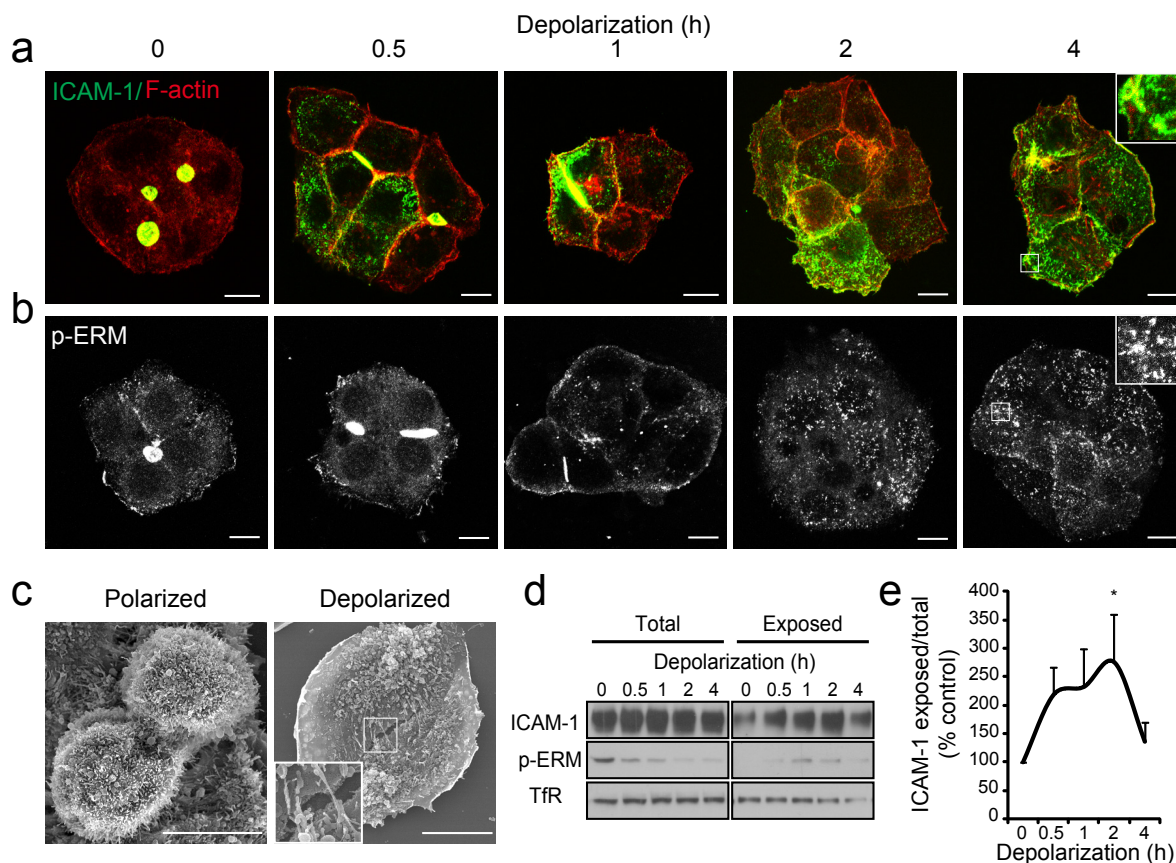 Depolarization (h)
a 0 0.5 1 2 4
ICAM-1/F-actin
b
p-ERM
c Polarized Depolarized
d
Total Exposed
Depolarization (h)
0 0.5 1 2 4 0 0.5 1 2 4
ICAM-1
p-ERM
TfR
e
ICAM-1 exposed/total
(% control)
400
350
300
250
200
150
100
50
0
*
0 0.5 1 2 4
Depolarization (h)